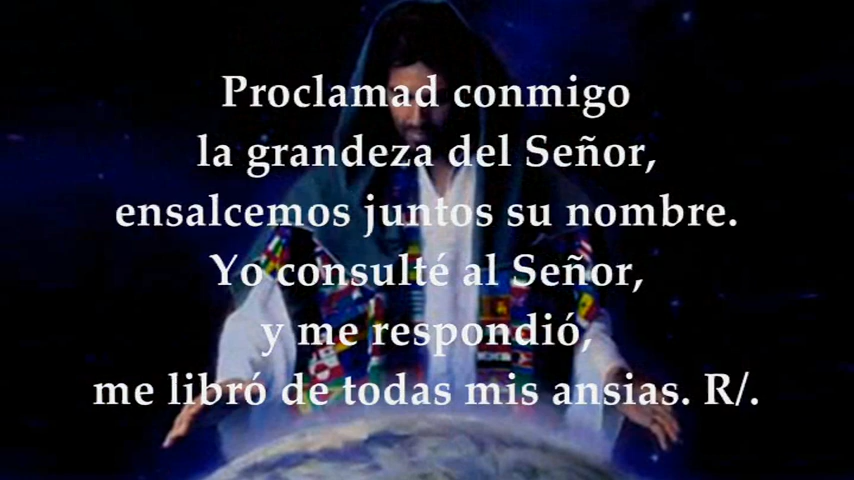 Proclamad conmigo
la grandeza del Señor,
ensalcemos juntos su nombre.
Yo consulté al Señor,
y me respondió,
me libró de todas mis ansias. R/.